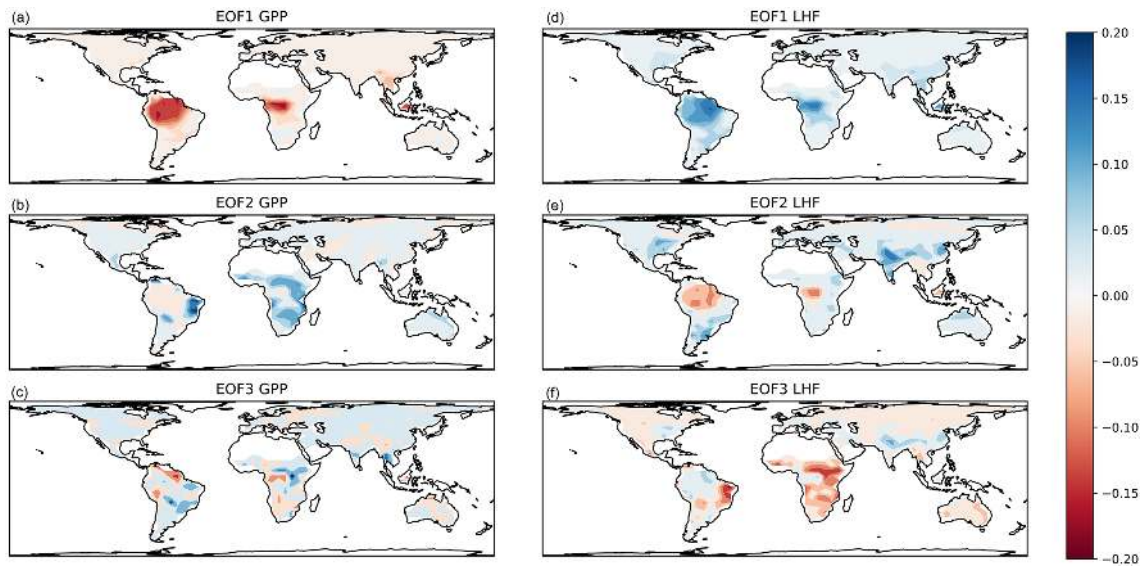 (a) EOF1 GPP
(d) EOF1 LHF
(b) EOF2 GPP
(e) EOF2 LHF
(c) EOF3 GPP
(f) EOF3 LHF
0.20
0.15
0.10
0.05
0.00
−0.05
−0.10
−0.15
−0.20